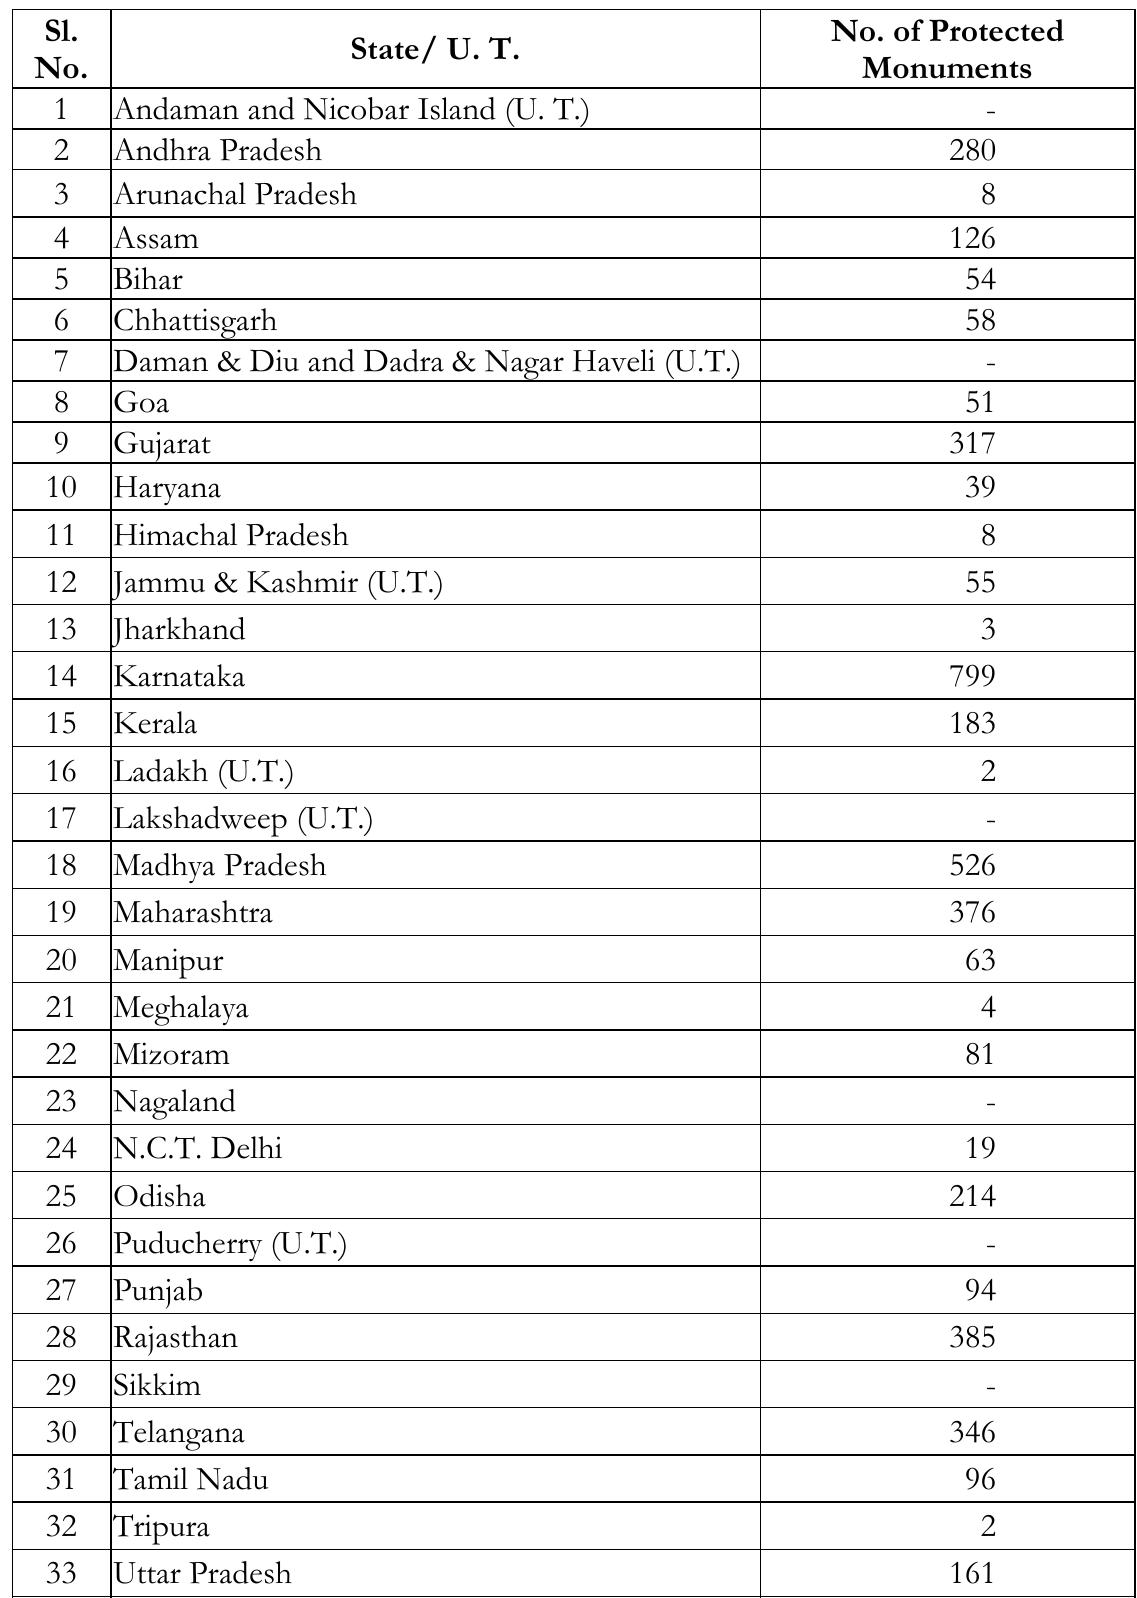 Sl. No. State/ U. T. No. of Protected Monuments
1 Andaman and Nicobar Island (U. T.) -
2 Andhra Pradesh 280
3 Arunachal Pradesh 8
4 Assam 126
5 Bihar 54
6 Chhattisgarh 58
7 Daman & Diu and Dadra & Nagar Haveli (U.T.) -
8 Goa 51
9 Gujarat 317
10 Haryana 39
11 Himachal Pradesh 8
12 Jammu & Kashmir (U.T.) 55
13 Jharkhand 3
14 Karnataka 799
15 Kerala 183
16 Ladakh (U.T.) 2
17 Lakshadweep (U.T.) -
18 Madhya Pradesh 526
19 Maharashtra 376
20 Manipur 63
21 Meghalaya 4
22 Mizoram 81
23 Nagaland -
24 N.C.T. Delhi 19
25 Odisha 214
26 Puducherry (U.T.) -
27 Punjab 94
28 Rajasthan 385
29 Sikkim -
30 Telangana 346
31 Tamil Nadu 96
32 Tripura 2
33 Uttar Pradesh 161